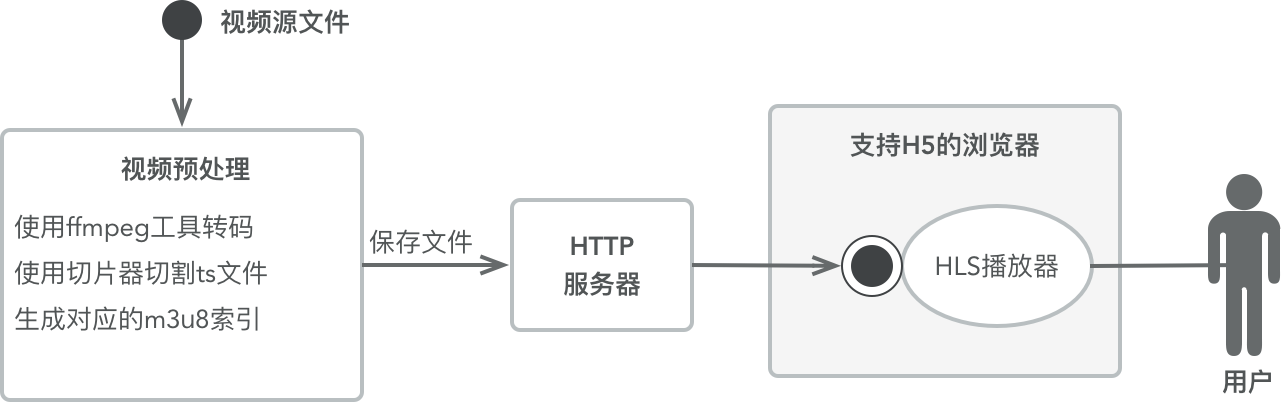 视频源文件
视频预处理
使用ffmpeg工具转码
使用切片器切割ts文件
生成对应的m3u8索引
保存文件
HTTP
服务器
支持H5的浏览器
HLS播放器
用户